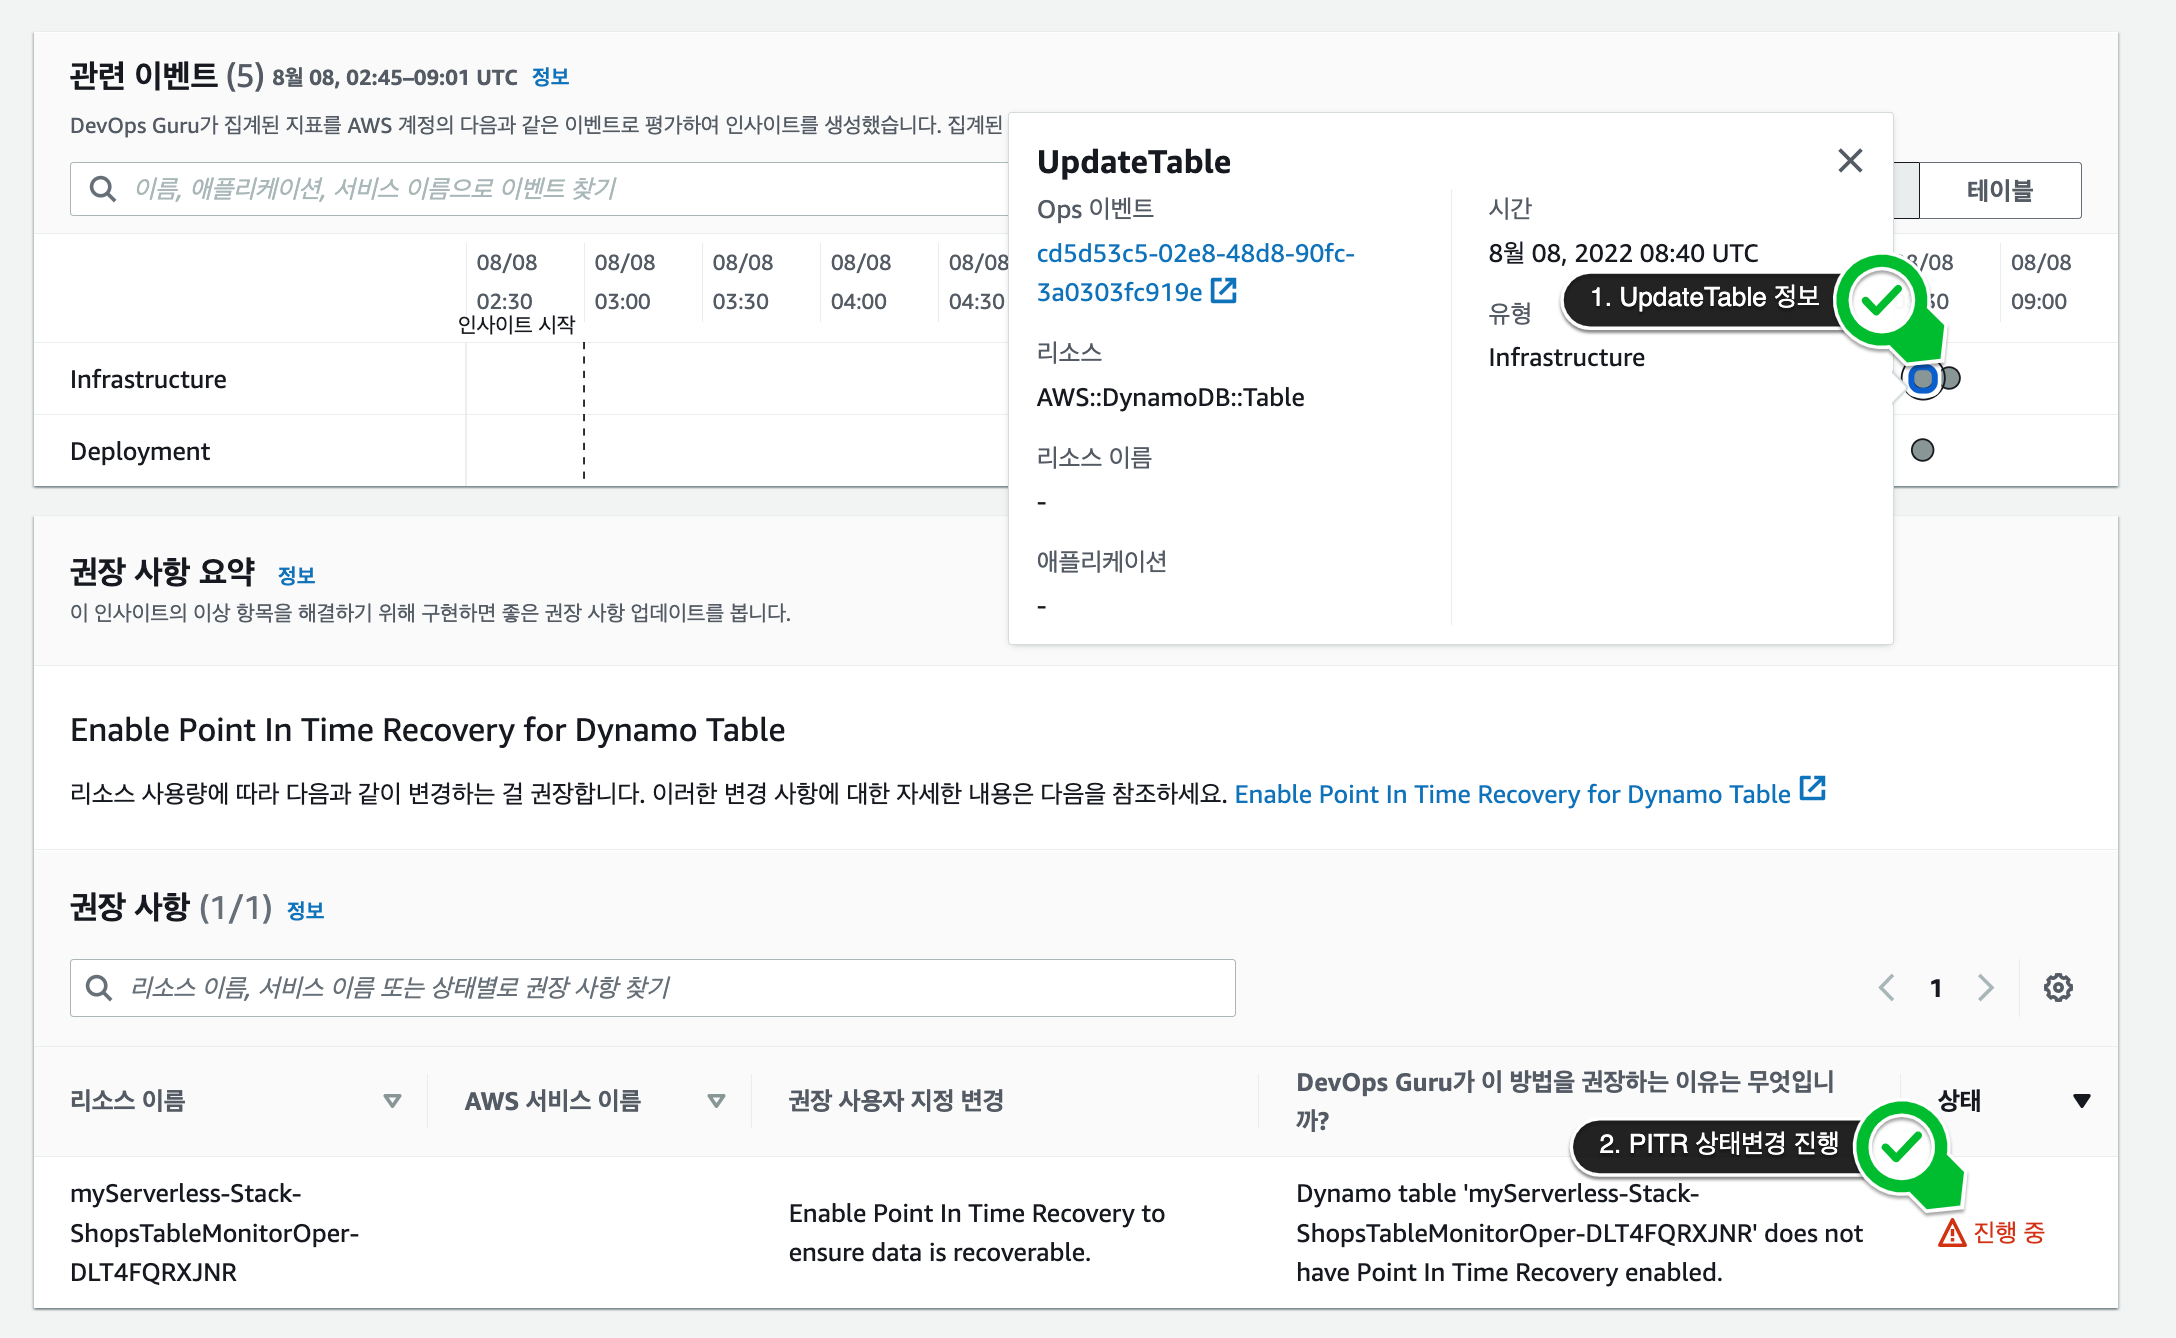 관련 이벤트 (5) 8월 08, 02:45–09:01 UTC 정보
DevOps Guru가 집계된 지표를 AWS 계정의 다음과 같은 이벤트로 평가하여 인사이트를 생성했습니다. 집계된
이름, 애플리케이션, 서비스 이름으로 이벤트 찾기
테이블
08/08
02:30
08/08
03:00
08/08
03:30
08/08
04:00
08/08
04:30
08/08
09:00
인사이트 시작
Infrastructure
Deployment
UpdateTable
Ops 이벤트
cd5d53c5-02e8-48d8-90fc-
3a0303fc919e
리소스
AWS::DynamoDB::Table
리소스 이름
-
애플리케이션
-
시간
8월 08, 2022 08:40 UTC
유형
Infrastructure
1. UpdateTable 정보
권장 사항 요약 정보
이 인사이트의 이상 항목을 해결하기 위해 구현하면 좋은 권장 사항 업데이트를 봅니다.
Enable Point In Time Recovery for Dynamo Table
리소스 사용량에 따라 다음과 같이 변경하는 걸 권장합니다. 이러한 변경 사항에 대한 자세한 내용은 다음을 참조하세요. Enable Point In Time Recovery for Dynamo Table
권장 사항 (1/1) 정보
리소스 이름, 서비스 이름 또는 상태별로 권장 사항 찾기
1
리소스 이름
AWS 서비스 이름
권장 사용자 지정 변경
DevOps Guru가 이 방법을 권장하는 이유는 무엇입니
까?
상태
2. PITR 상태변경 진행
myServerless-Stack-
ShopsTableMonitorOper-
DLT4FQRXJNR
Enable Point In Time Recovery to
ensure data is recoverable.
Dynamo table 'myServerless-Stack-
ShopsTableMonitorOper-DLT4FQRXJNR' does not
have Point In Time Recovery enabled.
진행 중